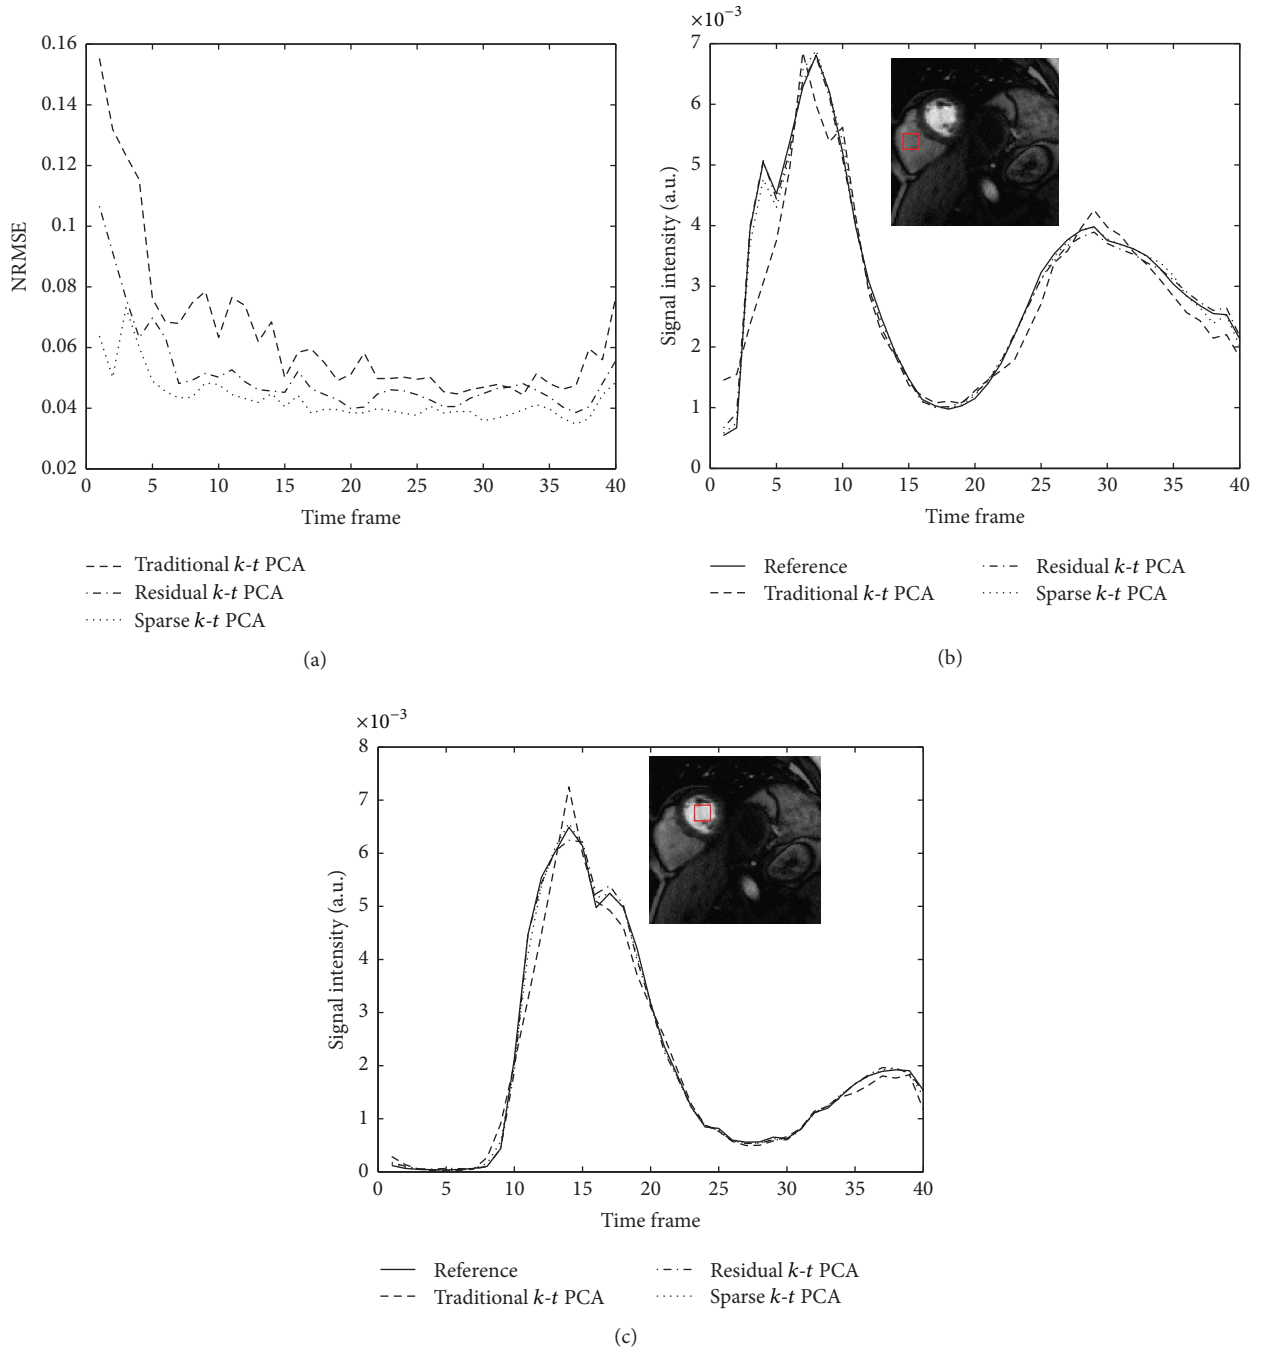 0.16
0.14
0.12
0.1
0.08
0.06
0.04
0.02
NRMSE
0 5 10 15 20 25 30 35 40
Time frame
Traditional k-t PCA
Residual k-t PCA
Sparse k-t PCA
(a)
×10−3
7
6
5
4
3
2
1
0
Signal intensity (a.u.)
0 5 10 15 20 25 30 35 40
Time frame
Reference
Traditional k-t PCA
Residual k-t PCA
Sparse k-t PCA
(b)
×10−3
8
7
6
5
4
3
2
1
0
Signal intensity (a.u.)
0 5 10 15 20 25 30 35 40
Time frame
Reference
Traditional k-t PCA
Residual k-t PCA
Sparse k-t PCA
(c)